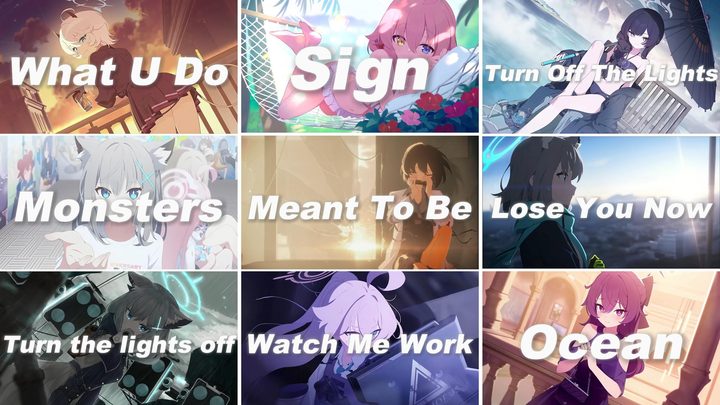 What U Do
Sign
Turn Off The Lights
Monsters
Meant To Be
Lose You Now
Turn the lights off
Watch Me Work
Ocean